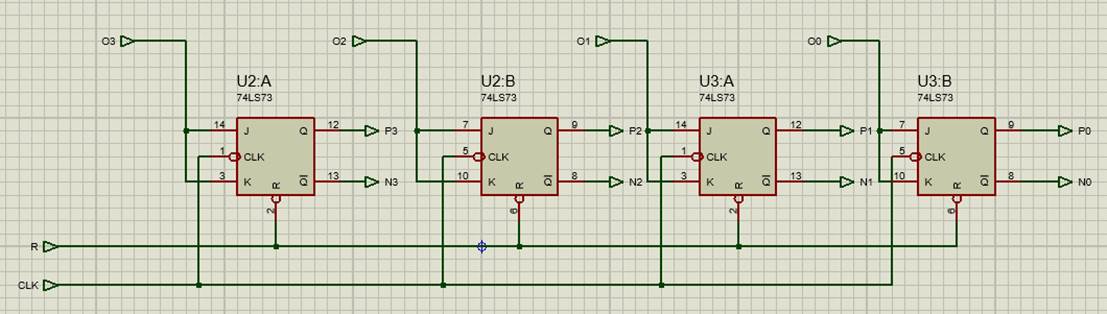 O3 O2 O1 O0
U2:A U2:B U3:A U3:B
74LS73 74LS73 74LS73 74LS73
14 J Q 12 P3 7 J Q 9 P2 14 J Q 12 P1 7 J Q 9 P0
1 CLK 5 CLK 1 CLK 5 CLK
3 K Q 13 N3 10 K Q 8 N2 3 K Q 13 N1 10 K Q 8 N0
R R R R
2 6 2 6
R
CLK